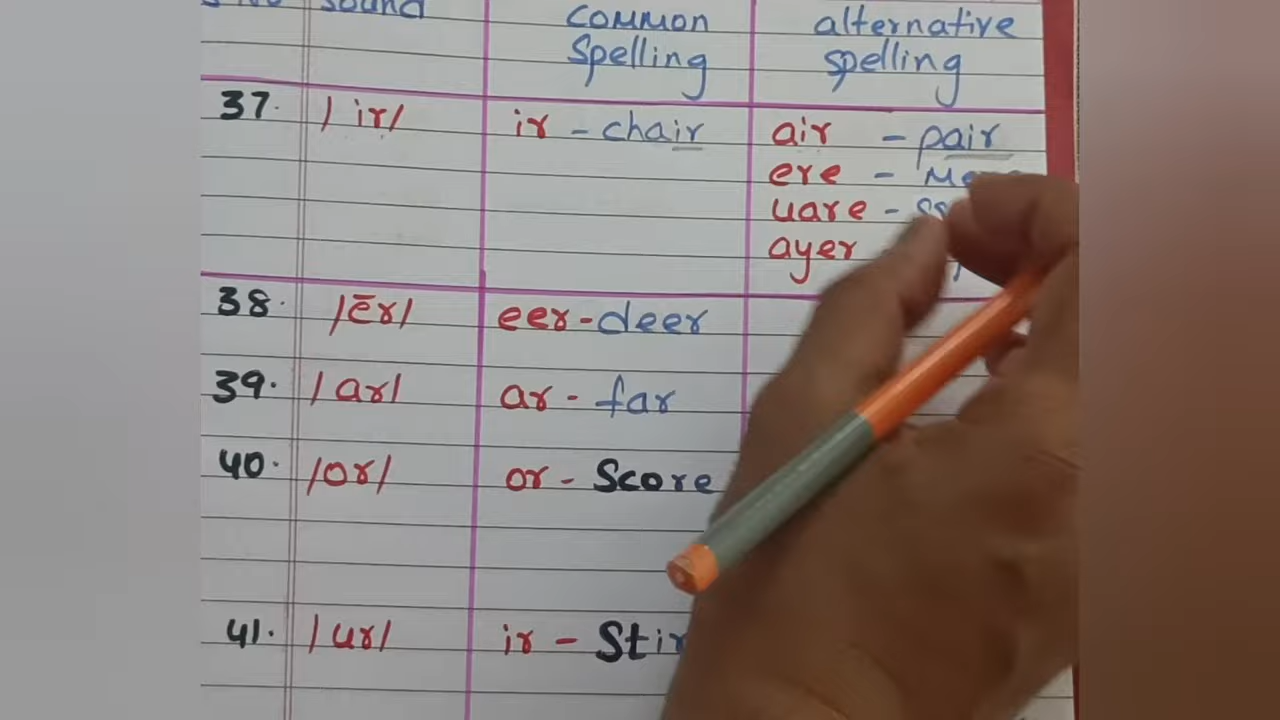 sound
common alternative
Spelling spelling
37. /ir/ ir - chair air - pair
ere -
uare -
ayer
38. /ēr/ eer - deer
39. /ar/ ar - far
40. /or/ or - Score
41. /ur/ ir - Stir